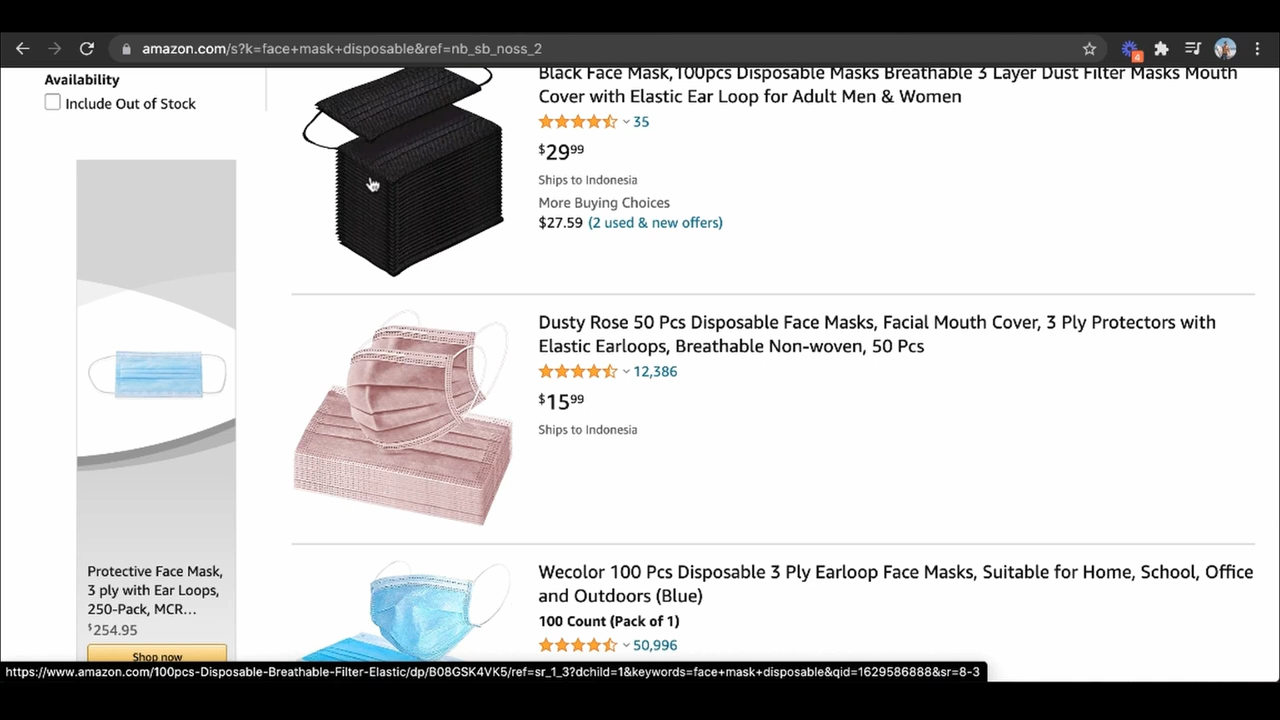 amazon.com/s?k=face+mask+disposable&ref=nb_sb_noss_2
4
Availability
Include Out of Stock
Black Face Mask,100pcs Disposable Masks Breathable 3 Layer Dust Filter Masks Mouth
Cover with Elastic Ear Loop for Adult Men & Women
35
$29.99
Ships to Indonesia
More Buying Choices
$27.59 (2 used & new offers)
Dusty Rose 50 Pcs Disposable Face Masks, Facial Mouth Cover, 3 Ply Protectors with
Elastic Earloops, Breathable Non-woven, 50 Pcs
12,386
$15.99
Ships to Indonesia
Wecolor 100 Pcs Disposable 3 Ply Earloop Face Masks, Suitable for Home, School, Office
and Outdoors (Blue)
100 Count (Pack of 1)
50,996
Protective Face Mask,
3 ply with Ear Loops,
250-Pack, MCR...
$254.95
Shop now
https://www.amazon.com/100pcs-Disposable-Breathable-Filter-Elastic/dp/B08GSK4VK5/ref=sr_1_3?dchild=1&keywords=face+mask+disposable&qid=1629586888&sr=8-3